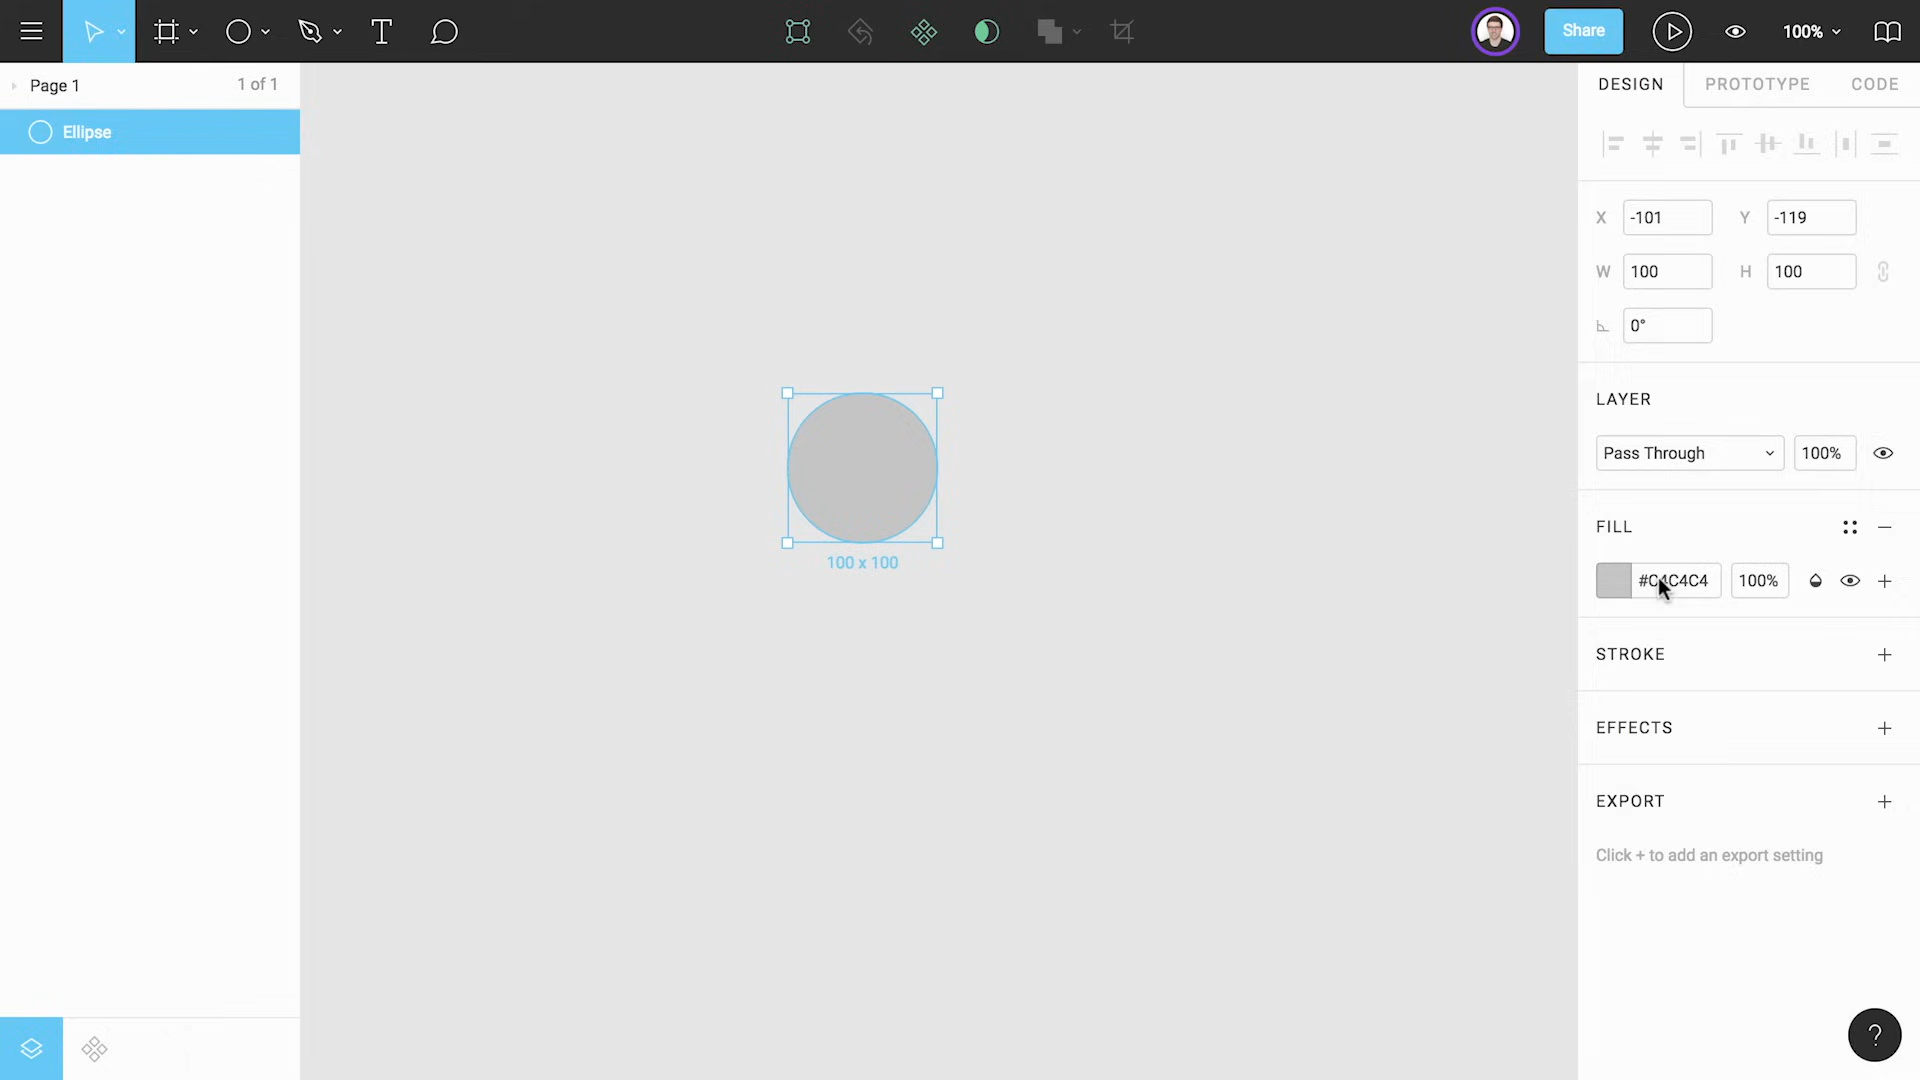 T
Share
100%
Page 1
1 of 1
DESIGN
PROTOTYPE
CODE
Ellipse
X
-101
Y
-119
W
100
H
100
0°
LAYER
Pass Through
100%
FILL
#C4C4C4
100%
100 x 100
STROKE
EFFECTS
EXPORT
Click + to add an export setting
?